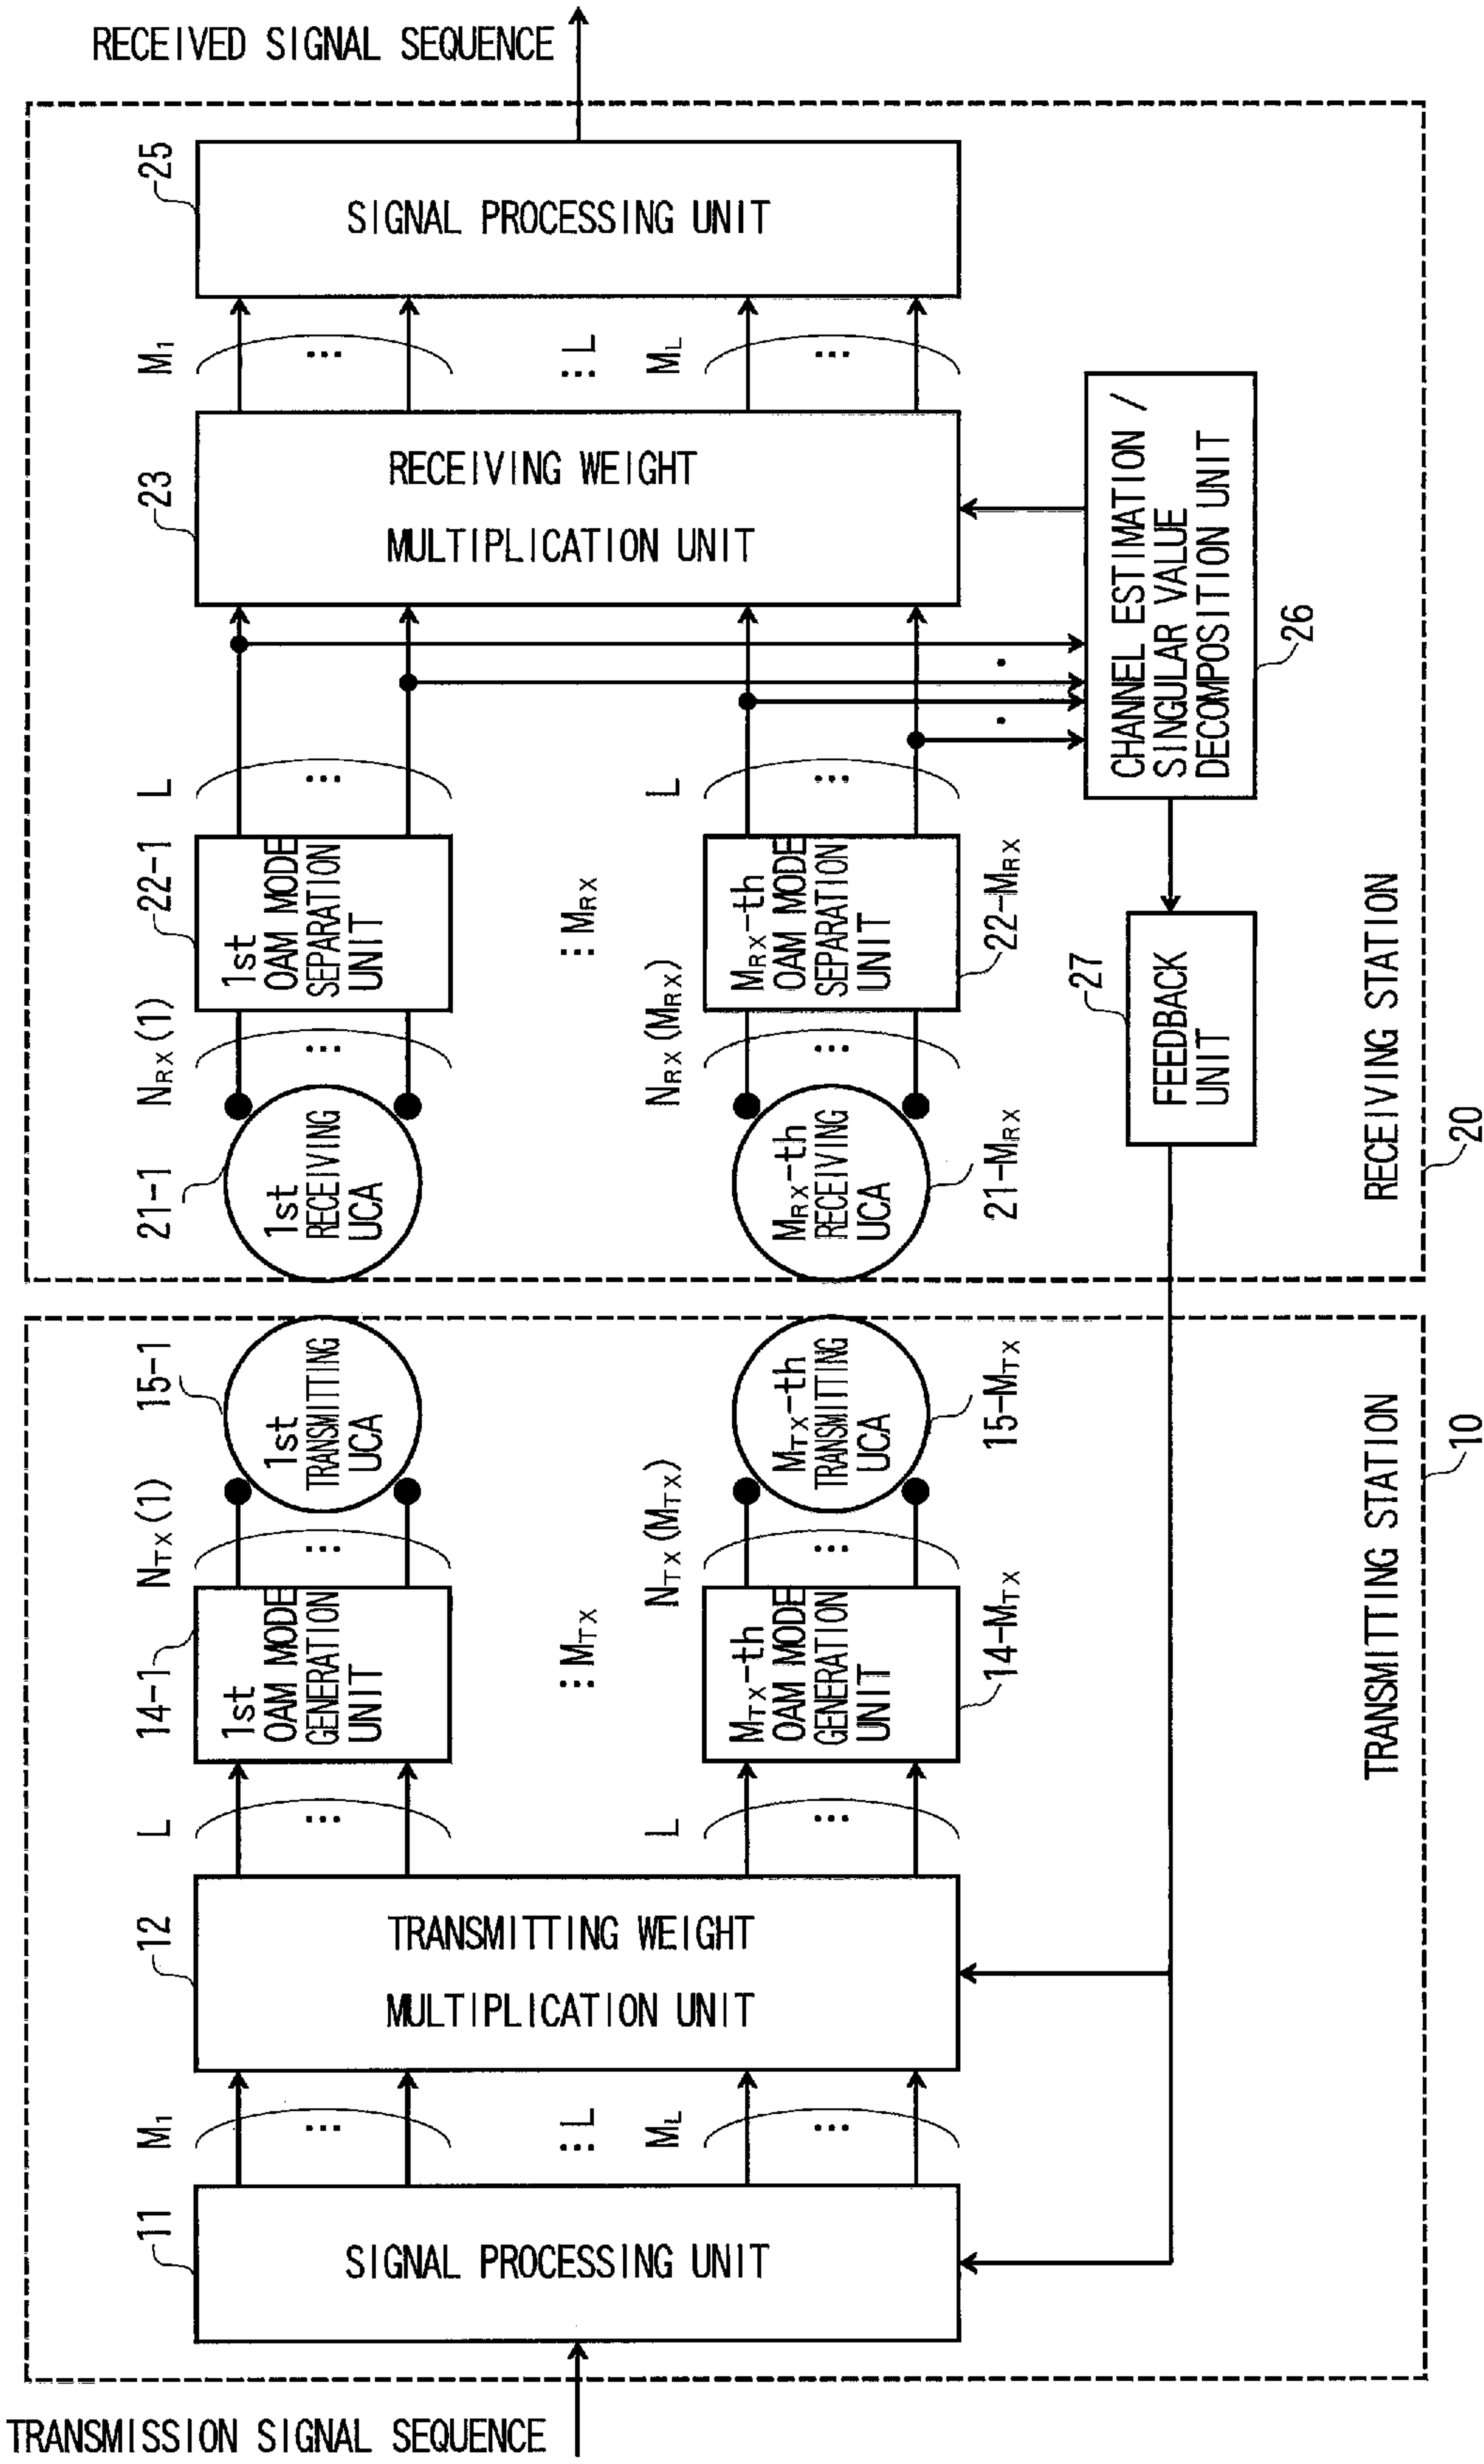 TRANSMISSION SIGNAL SEQUENCE
11
SIGNAL PROCESSING UNIT
M1
⋮L
ML
12
TRANSMITTING WEIGHT
MULTIPLICATION UNIT
L
L
14-1
1st
OAM MODE
GENERATION
UNIT
⋮MTX
MTX-th
OAM MODE
GENERATION
UNIT
14-MTX
NTX(1)
NTX(MTX)
15-1
1st
TRANSMITTING
UCA
MTX-th
TRANSMITTING
UCA
15-MTX
TRANSMITTING STATION
10
21-1
1st
RECEIVING
UCA
MRX-th
RECEIVING
UCA
21-MRX
NRX(1)
NRX(MRX)
22-1
1st
OAM MODE
SEPARATION
UNIT
⋮MRX
MRX-th
OAM MODE
SEPARATION
UNIT
22-MRX
L
L
23
RECEIVING WEIGHT
MULTIPLICATION UNIT
M1
⋮L
ML
25
SIGNAL PROCESSING UNIT
RECEIVED SIGNAL SEQUENCE
27
FEEDBACK
UNIT
CHANNEL ESTIMATION /
SINGULAR VALUE
DECOMPOSITION UNIT
26
RECEIVING STATION
20